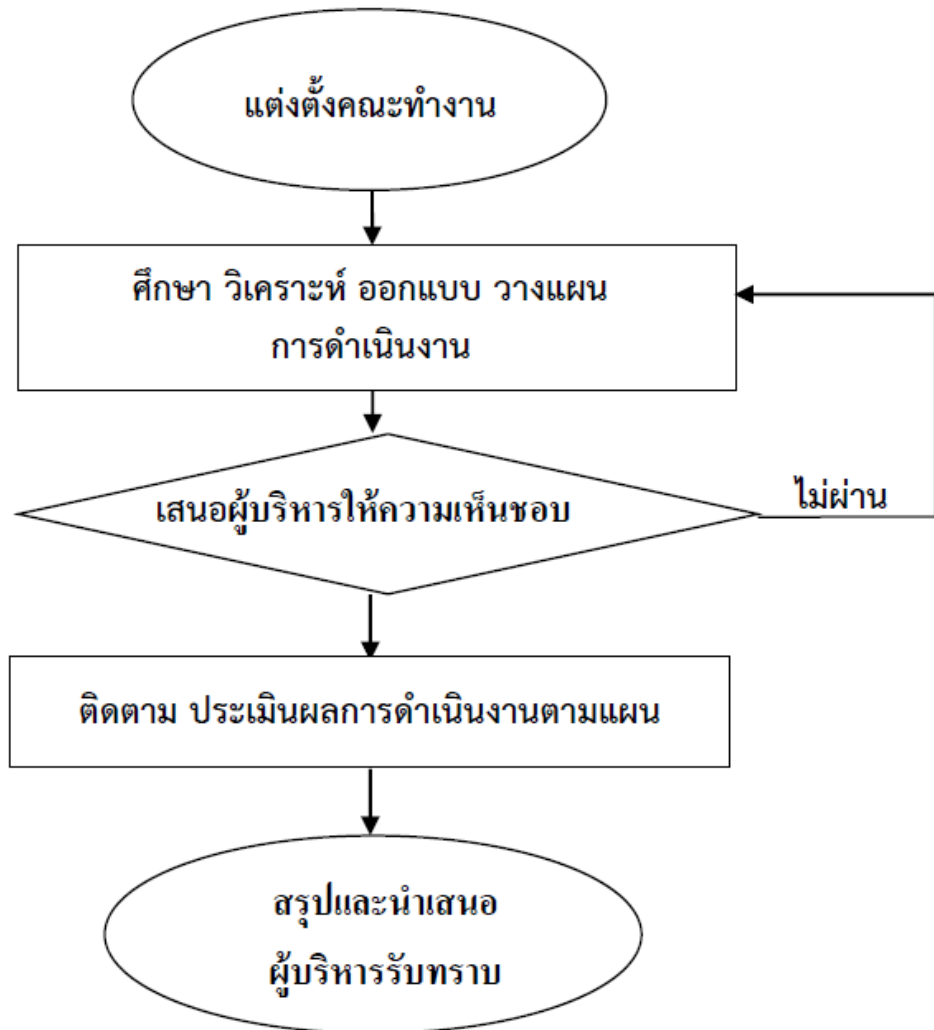 แต่งตั้งคณะทำงาน
ศึกษา วิเคราะห์ ออกแบบ วางแผน
การดำเนินงาน
เสนอผู้บริหารให้ความเห็นชอบ
ไม่ผ่าน
ติดตาม ประเมินผลการดำเนินงานตามแผน
สรุปและนำเสนอ
ผู้บริหารรับทราบ